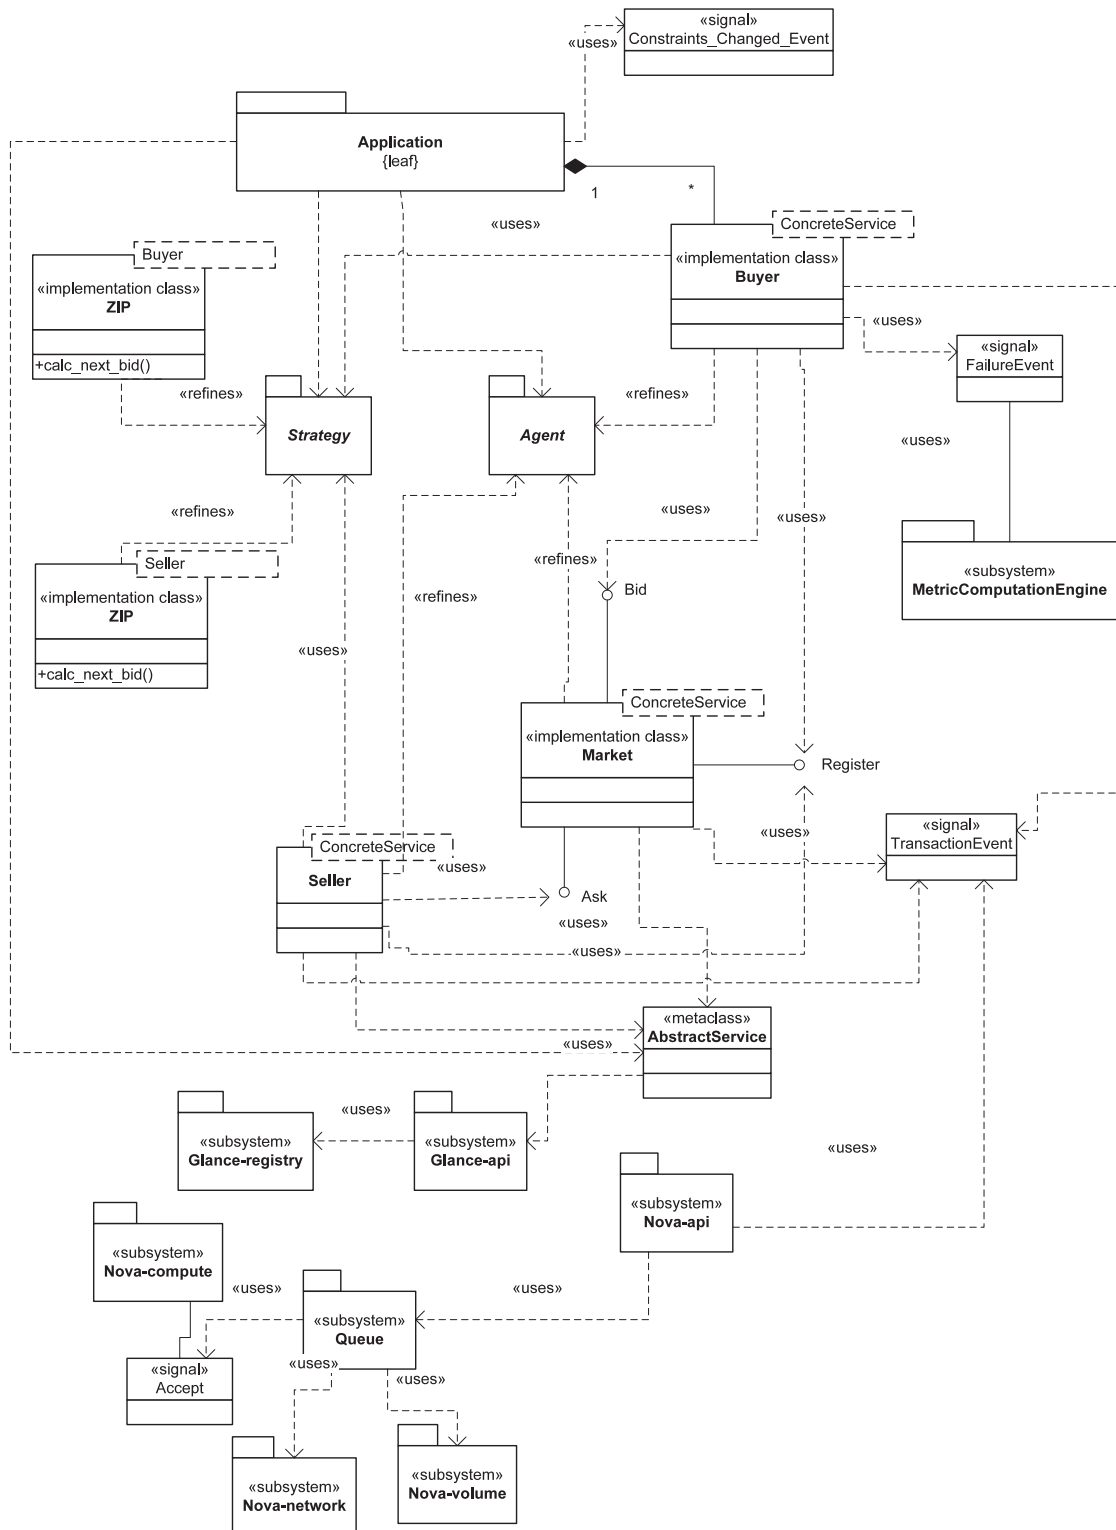 «signal»
Constraints_Changed_Event
«uses»
Application
{leaf}
1
*
«uses»
ConcreteService
«implementation class»
Buyer
Buyer
«implementation class»
ZIP
+calc_next_bid()
«uses»
«signal»
FailureEvent
«refines»
«refines»
Strategy
Agent
«uses»
«refines»
«uses»
«uses»
Seller
«implementation class»
ZIP
+calc_next_bid()
«refines»
«subsystem»
MetricComputationEngine
Bid
«refines»
«uses»
ConcreteService
«implementation class»
Market
Register
«signal»
TransactionEvent
«uses»
ConcreteService
Seller
«uses»
Ask
«uses»
«uses»
«metaclass»
AbstractService
«uses»
«uses»
«subsystem»
Glance-registry
«subsystem»
Glance-api
«uses»
«subsystem»
Nova-api
«subsystem»
Nova-compute
«uses»
«uses»
«subsystem»
Queue
«uses»
«uses»
«signal»
Accept
«subsystem»
Nova-network
«subsystem»
Nova-volume